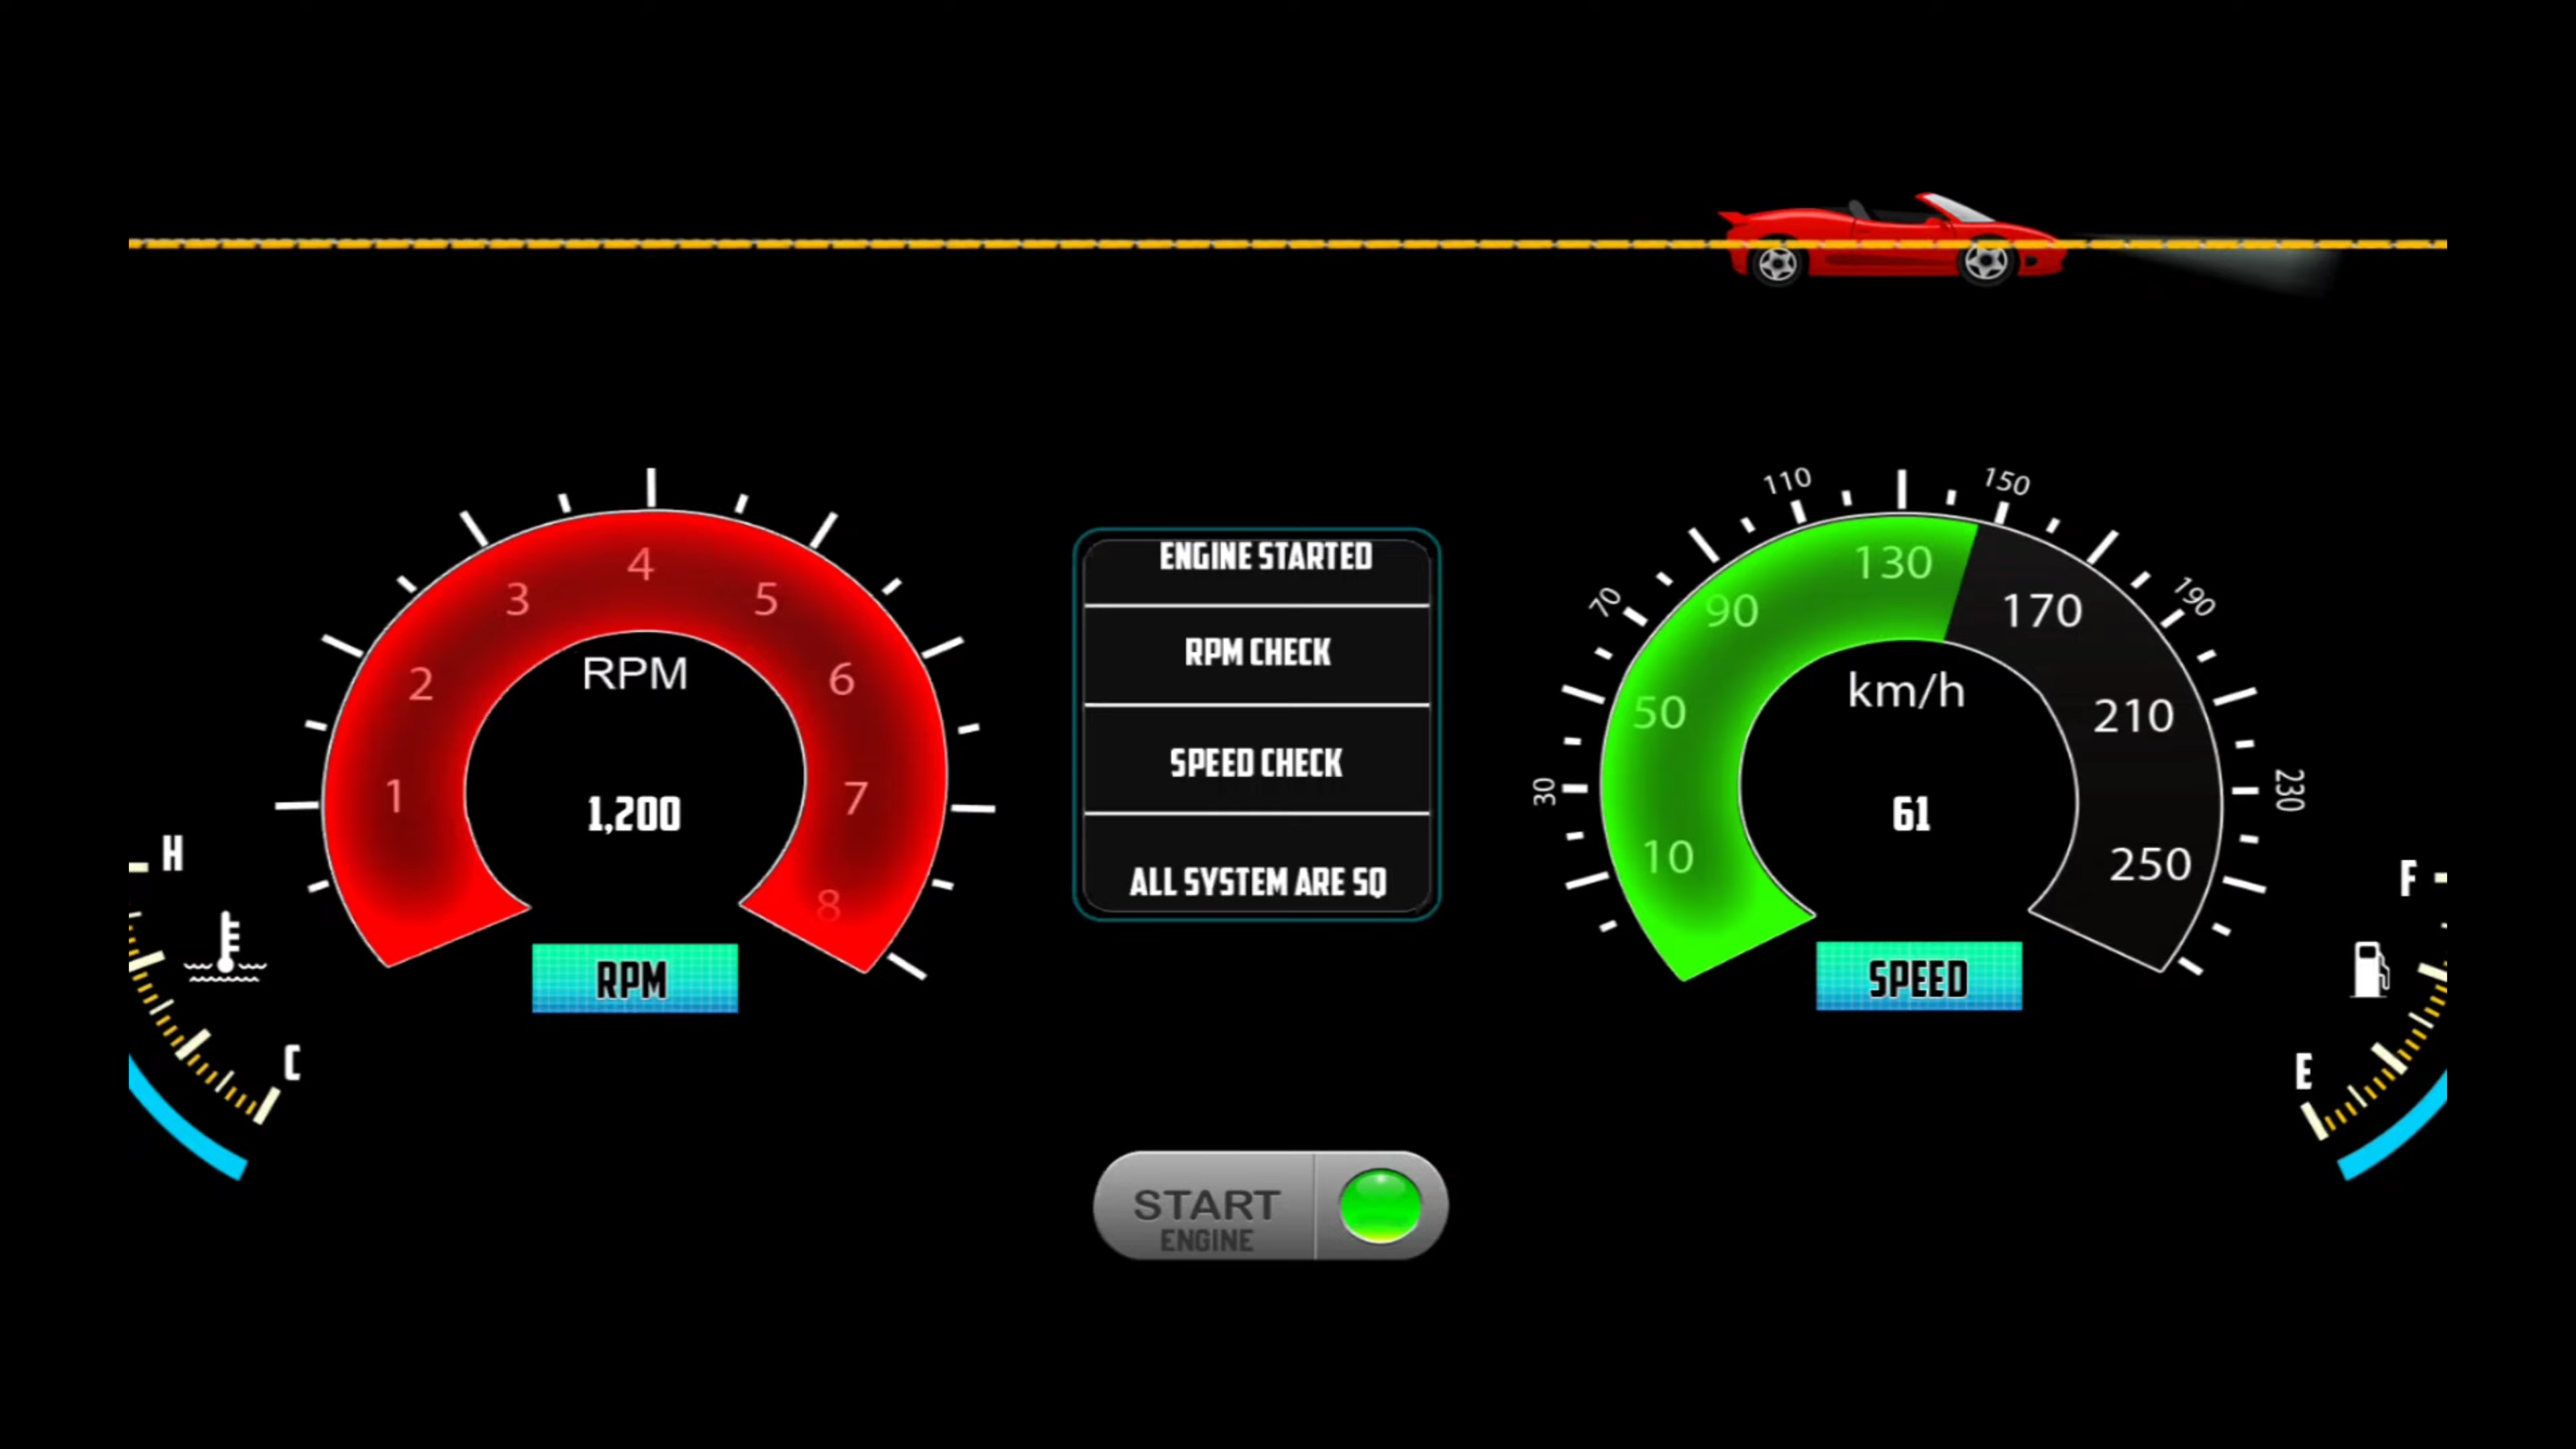 ENGINE STARTED
RPM CHECK
SPEED CHECK
ALL SYSTEM ARE SQ
1
2
3
4
5
6
7
8
RPM
1,200
RPM
10
30
50
70
90
110
130
150
170
190
210
230
250
km/h
61
SPEED
H
C
F
E
START
ENGINE